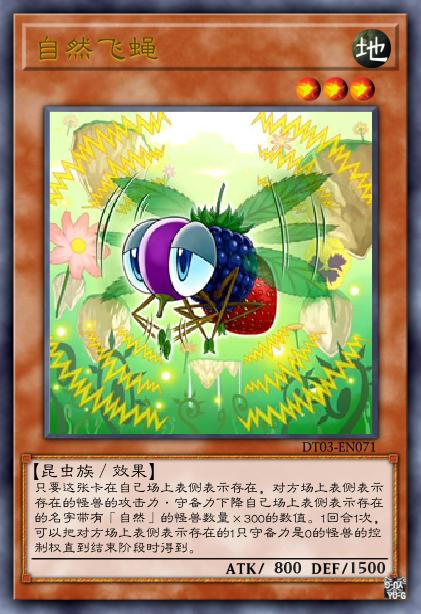 自然飞蝇
地
DT03-EN071
【昆虫族／效果】
只要这张卡在自己场上表侧表示存在，对方场上表侧表示
存在的怪兽的攻击力·守备力下降自己场上表侧表示存在
的名字带有「自然」的怪兽数量×300的数值。1回合1次，
可以把对方场上表侧表示存在的1只守备力是0的怪兽的控
制权直到结束阶段时得到。
ATK/ 800 DEF/1500